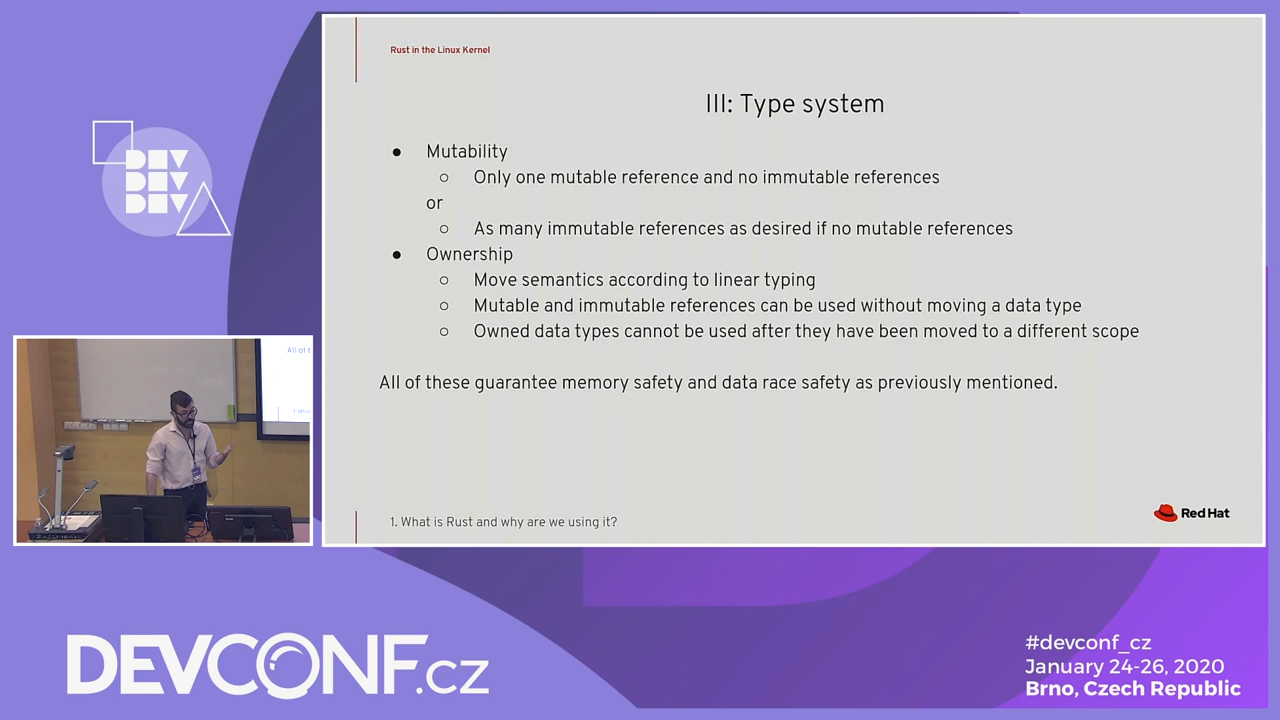 DEV
DEV
DEV
Rust in the Linux Kernel
III: Type system
● Mutability
○ Only one mutable reference and no immutable references
or
○ As many immutable references as desired if no mutable references
● Ownership
○ Move semantics according to linear typing
○ Mutable and immutable references can be used without moving a data type
○ Owned data types cannot be used after they have been moved to a different scope
All of these guarantee memory safety and data race safety as previously mentioned.
1. What is Rust and why are we using it?
Red Hat
All of t
DEVCONF.cz
#devconf_cz
January 24-26, 2020
Brno, Czech Republic